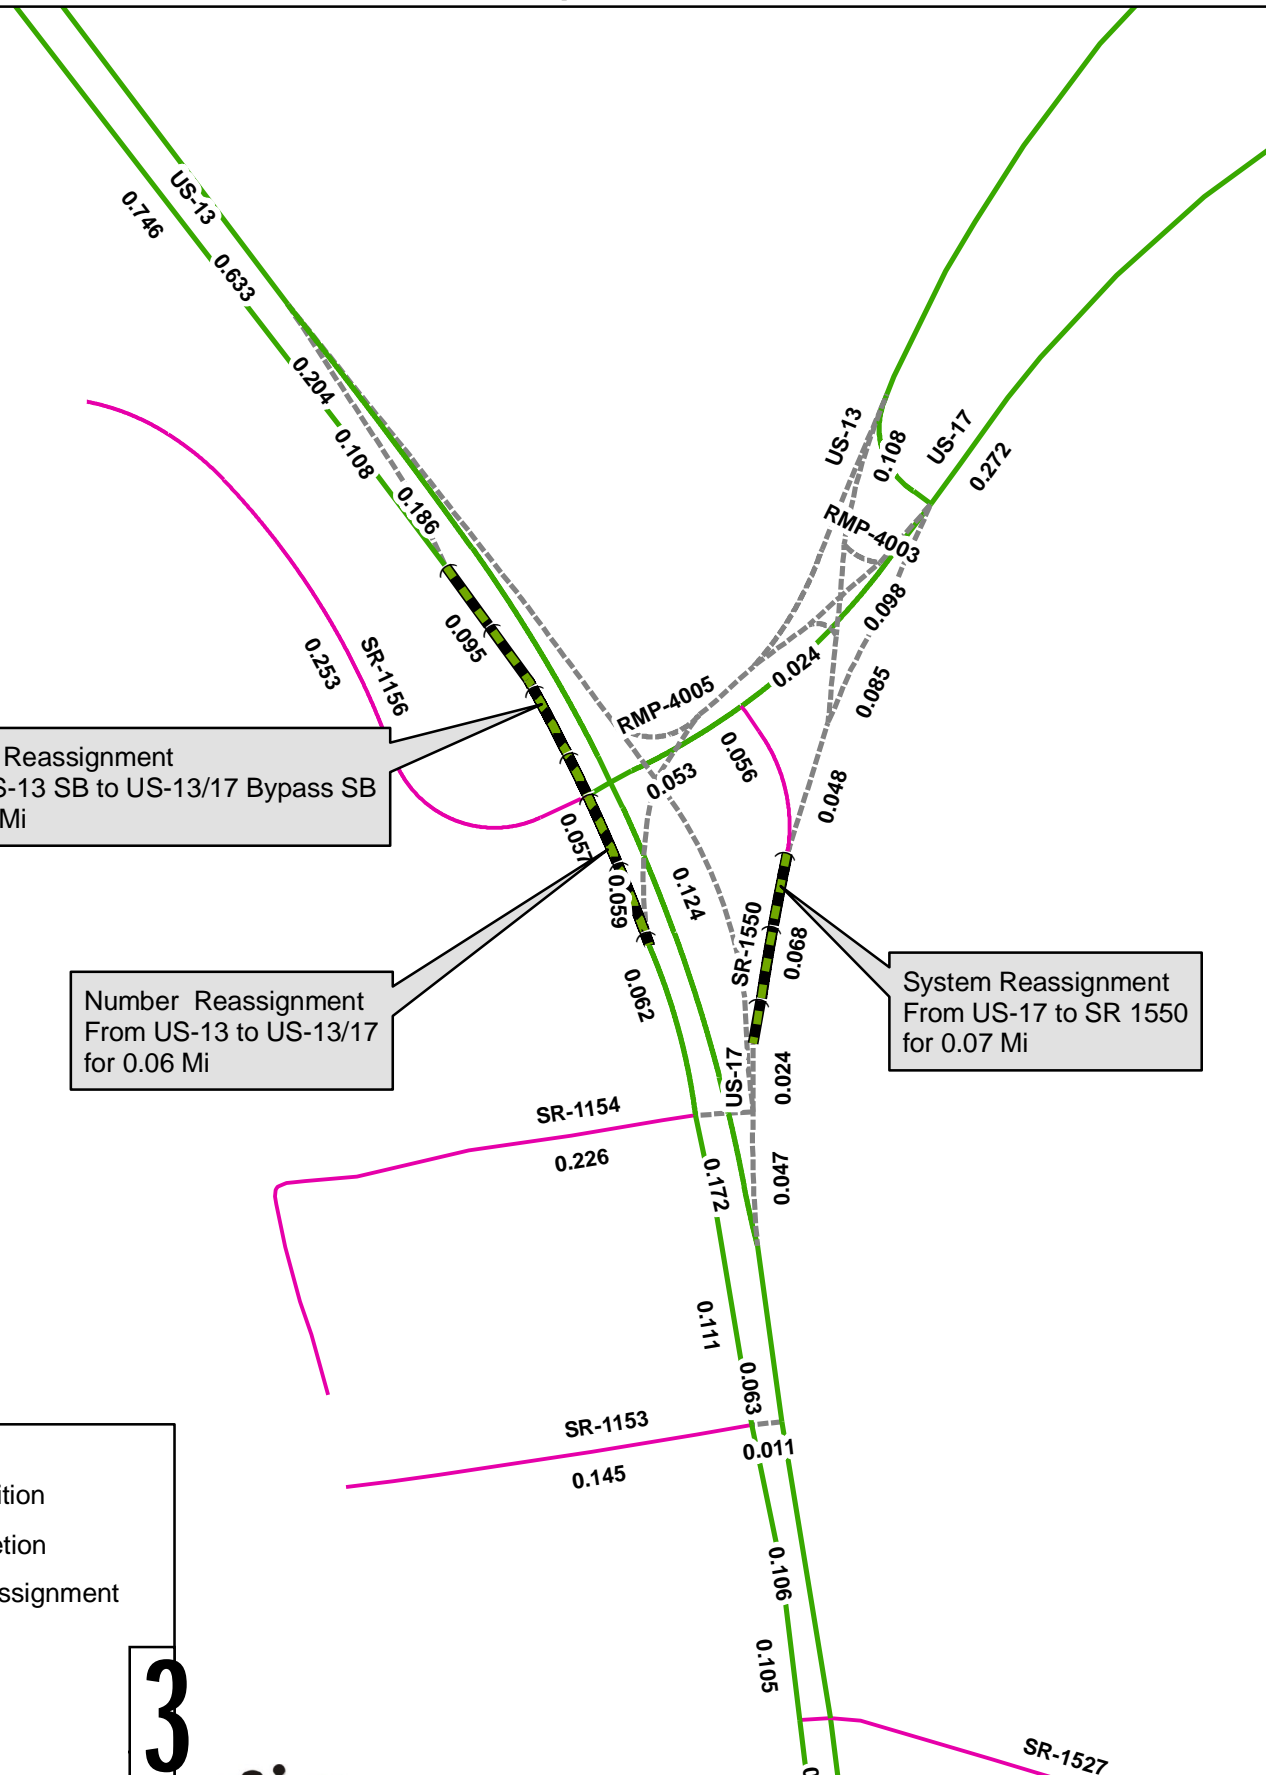 US-13
0.746
0.633
0.204
0.108
0.186
US-13
0.108
US-17
0.272
RMP-4003
0.098
0.095
0.253
SR-1156
0.024
0.085
RMP-4005
0.053
0.056
0.048
Reassignment
S-13 SB to US-13/17 Bypass SB
Mi
0.057
0.059
0.124
SR-1550
0.068
0.062
Number Reassignment
From US-13 to US-13/17
for 0.06 Mi
System Reassignment
From US-17 to SR 1550
for 0.07 Mi
US-17
0.024
SR-1154
0.226
0.172
0.047
0.111
0.063
SR-1153
0.145
0.011
ition
etion
ssignment
0.106
0.105
3
SR-1527